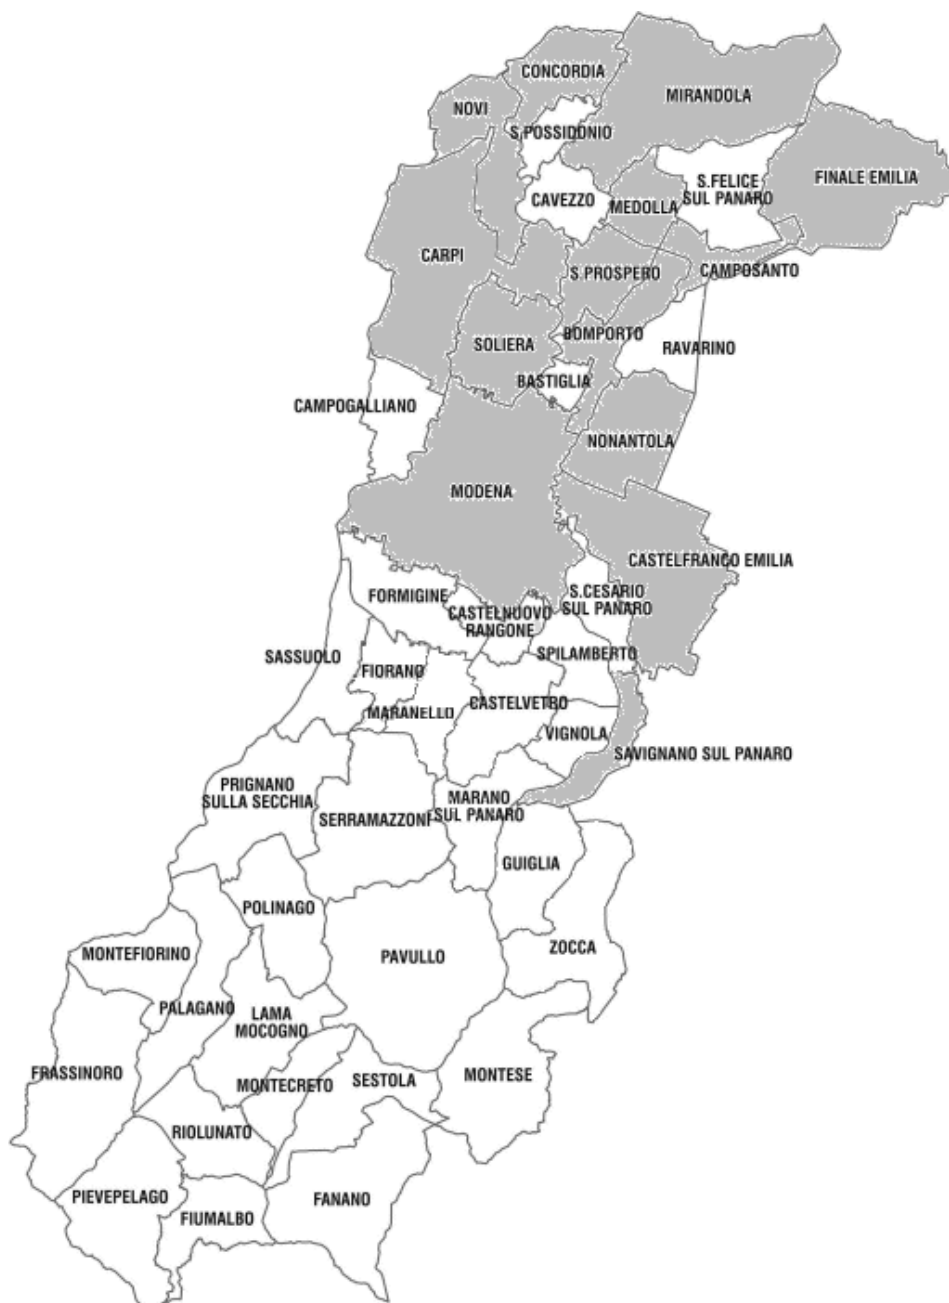 CONCORDIA
MIRANDOLA
NOVI
S.POSSIDONIO
FINALE EMILIA
S.FELICE
SUL PANARO
CAVEZZO
MEDOLLA
CARPI
S.PROSPERO
CAMPOSANTO
BOMPORTO
SOLIERA
RAVARINO
BASTIGLIA
CAMPOGALLIANO
NONANTOLA
MODENA
CASTELFRANCO EMILIA
S.CESARIO
SUL PANARO
FORMIGINE
CASTELNUOVO
RANGONE
SPILAMBERTO
SASSUOLO
FIORANO
CASTELVETRO
MARANELLO
VIGNOLA
SAVIGNANO SUL PANARO
PRIGNANO
SULLA SECCHIA
MARANO
SUL PANARO
SERRAMAZZONI
GUIGLIA
POLINAGO
ZOCCA
MONTEFIORINO
PAVULLO
PALAGANO
LAMA
MOCOGNO
FRASSINORO
MONTECRETO
SESTOLA
MONTESE
RIOLUNATO
PIEVEPELAGO
FANANO
FIUMALBO